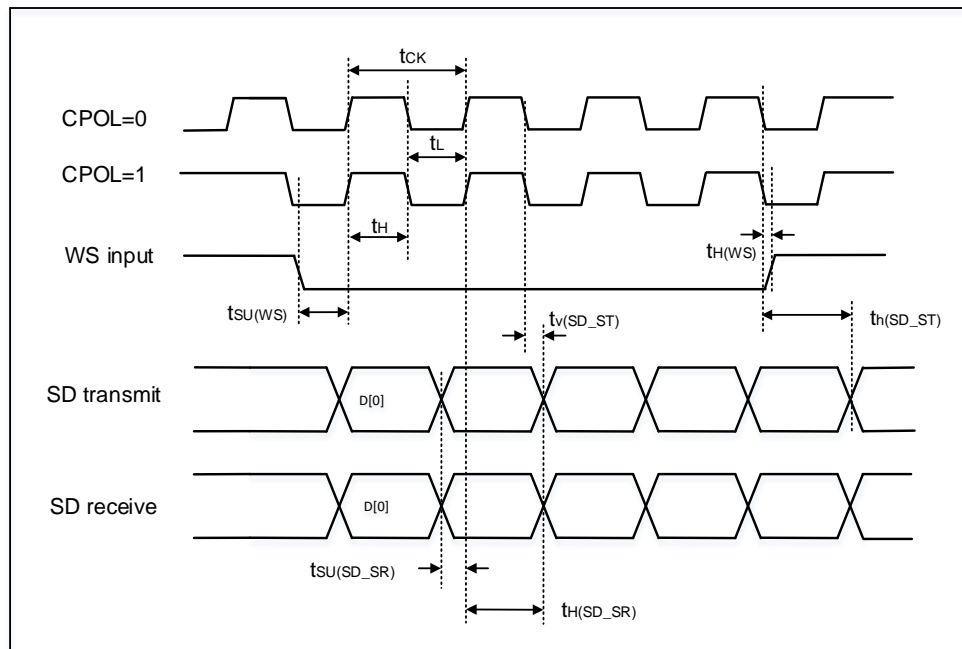 tCK
CPOL=0
tL
CPOL=1
tH
WS input
tH(WS)
tSU(WS)
tv(SD_ST)
th(SD_ST)
SD transmit
D[0]
SD receive
D[0]
tSU(SD_SR)
tH(SD_SR)